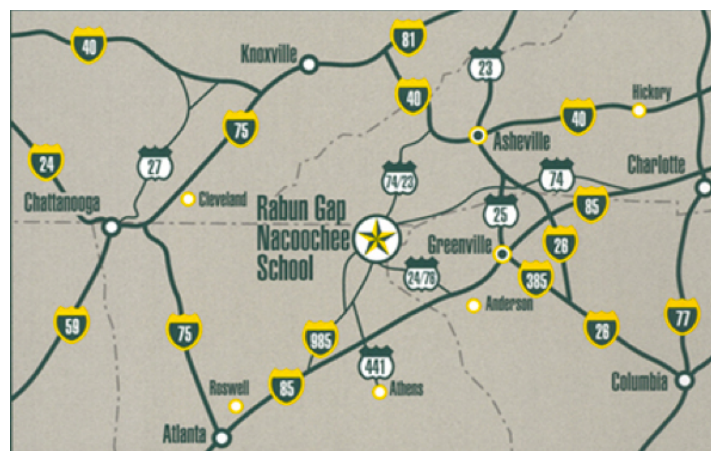 81
40
Knoxville
23
Hickory
40
40
75
Asheville
24
27
Charlotte
74/23
74
Chattanooga
Cleveland
Rabun Gap
Nacoochee
School
25
85
Greenville
26
24/76
385
Anderson
59
75
985
26
77
441
Roswell
85
Athens
Columbia
Atlanta